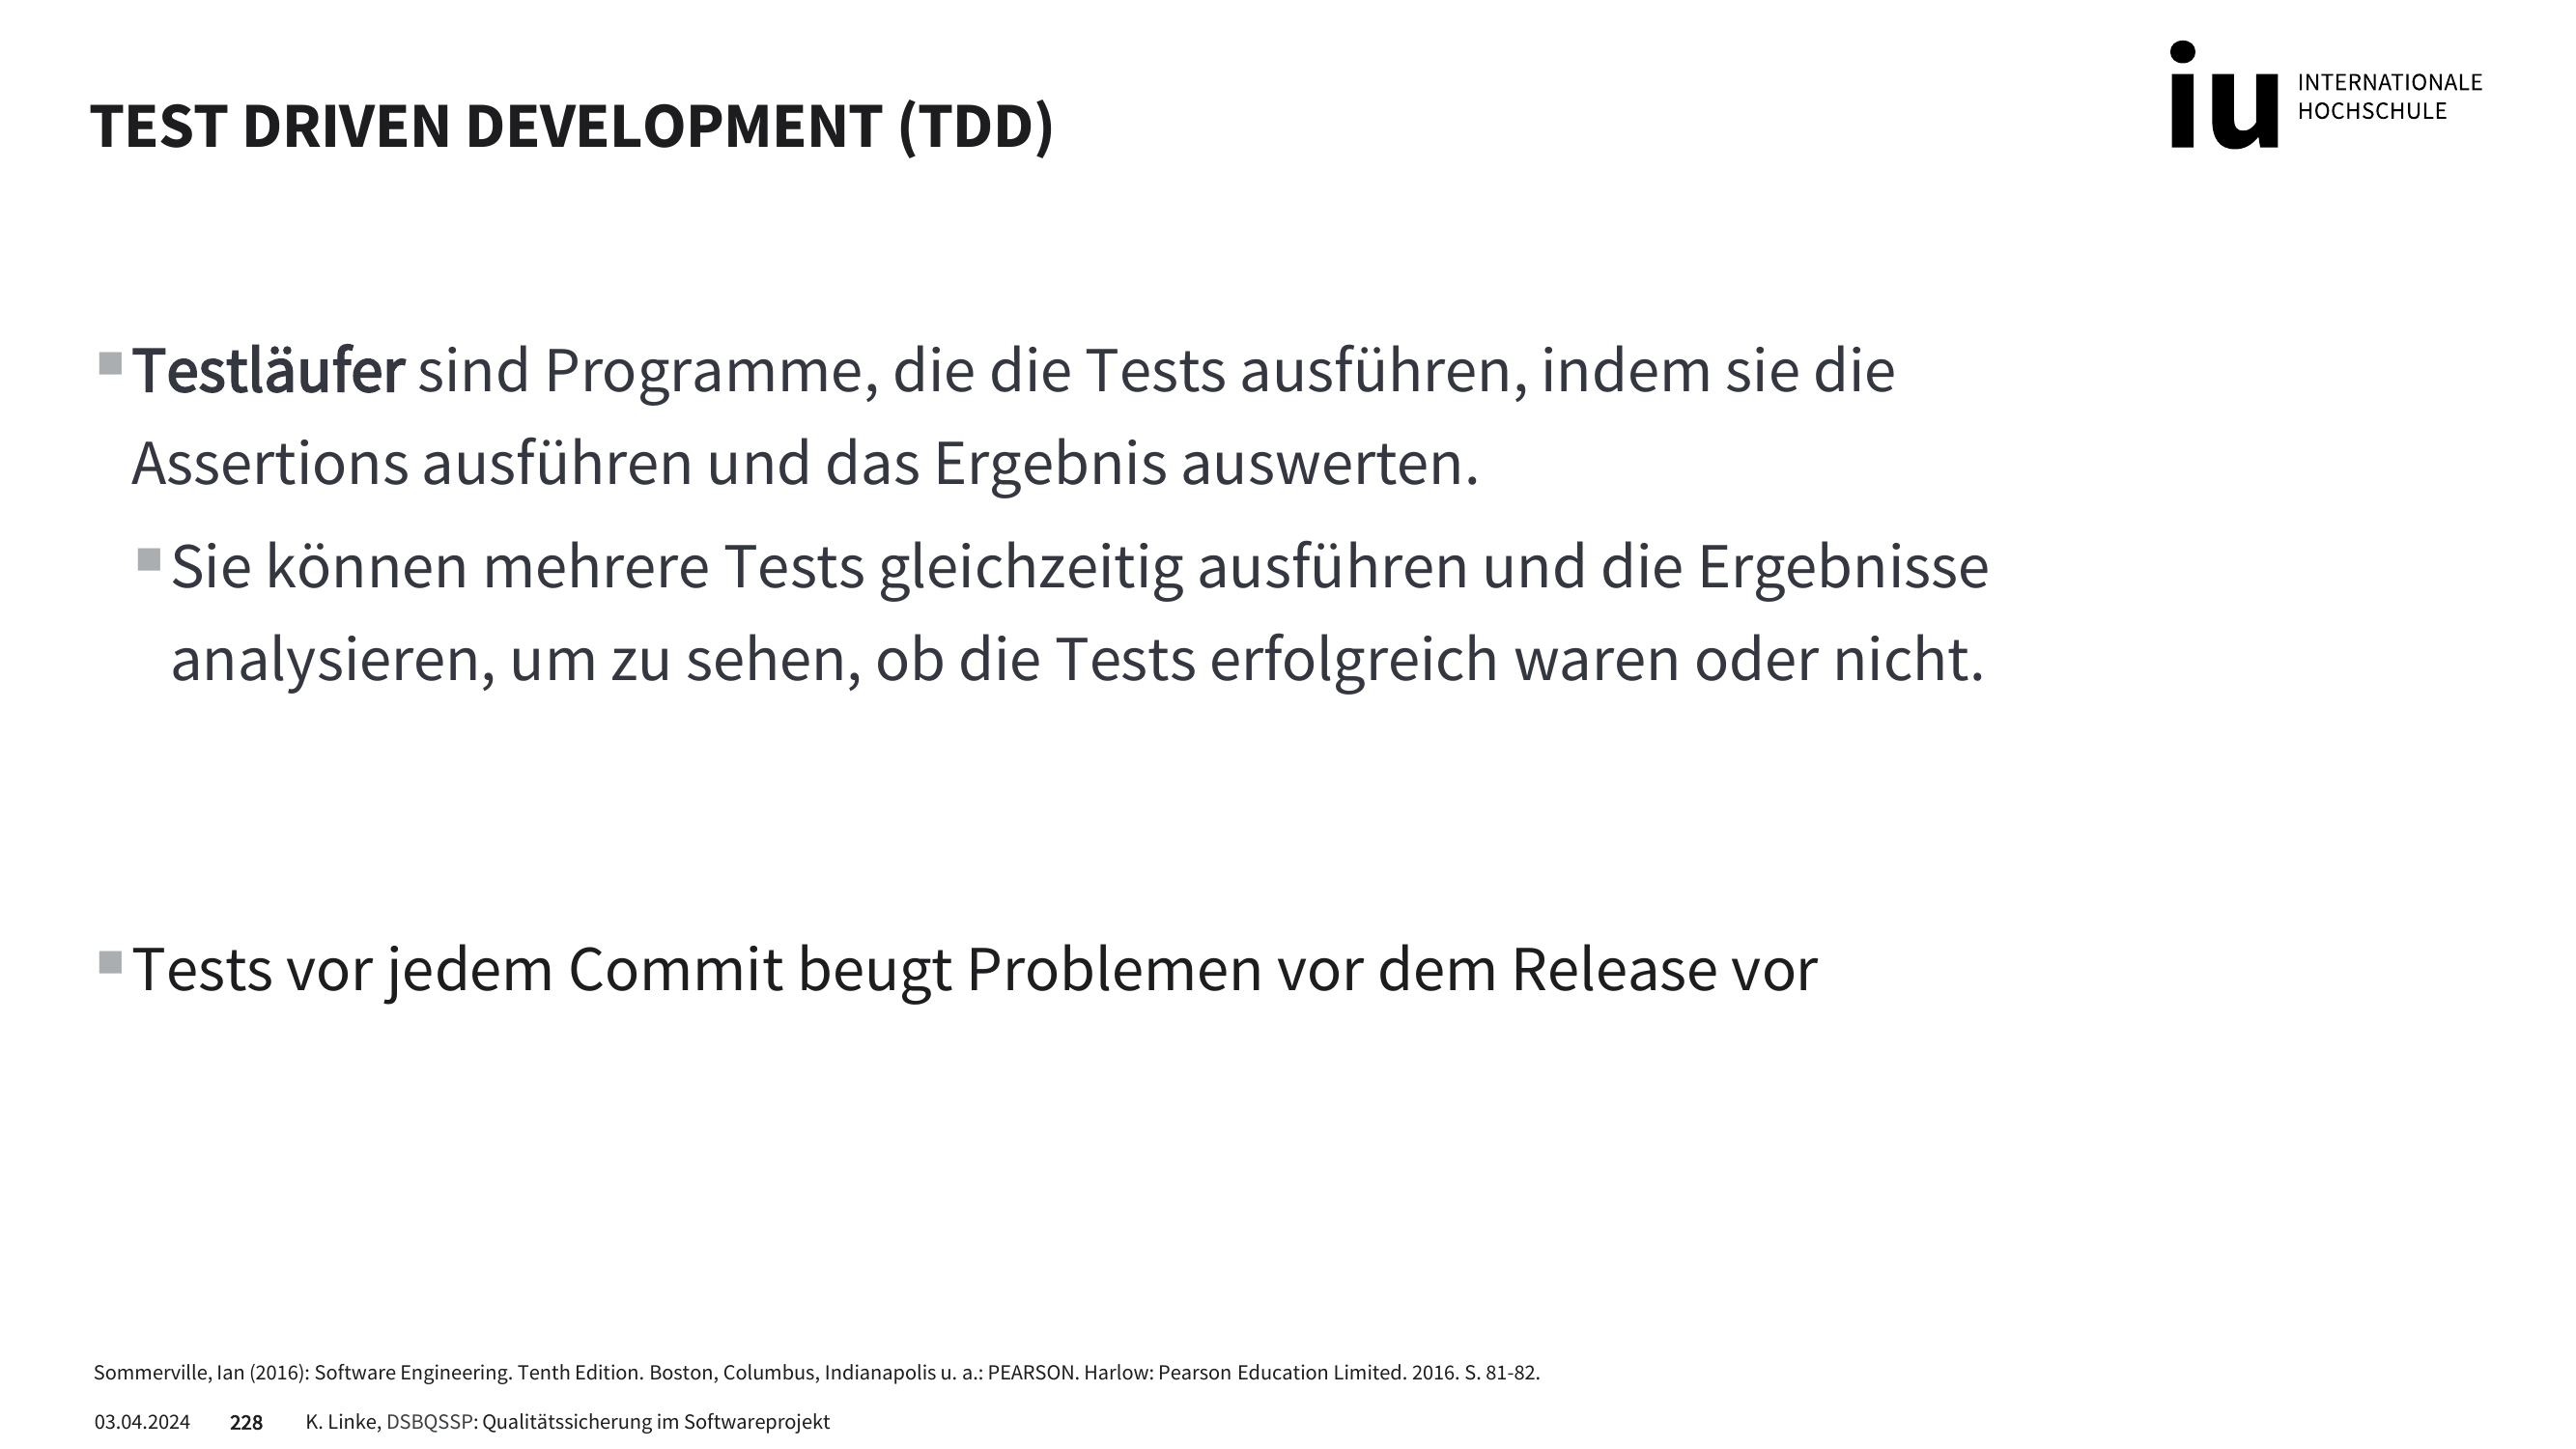 TEST DRIVEN DEVELOPMENT (TDD)
iu INTERNATIONALE
HOCHSCHULE
Testläufer sind Programme, die die Tests ausführen, indem sie die
Assertions ausführen und das Ergebnis auswerten.
Sie können mehrere Tests gleichzeitig ausführen und die Ergebnisse
analysieren, um zu sehen, ob die Tests erfolgreich waren oder nicht.
Tests vor jedem Commit beugt Problemen vor dem Release vor
Sommerville, Ian (2016): Software Engineering. Tenth Edition. Boston, Columbus, Indianapolis u. a.: PEARSON. Harlow: Pearson Education Limited. 2016. S. 81-82.
03.04.2024 228 K. Linke, DSBQSSP: Qualitätssicherung im Softwareprojekt